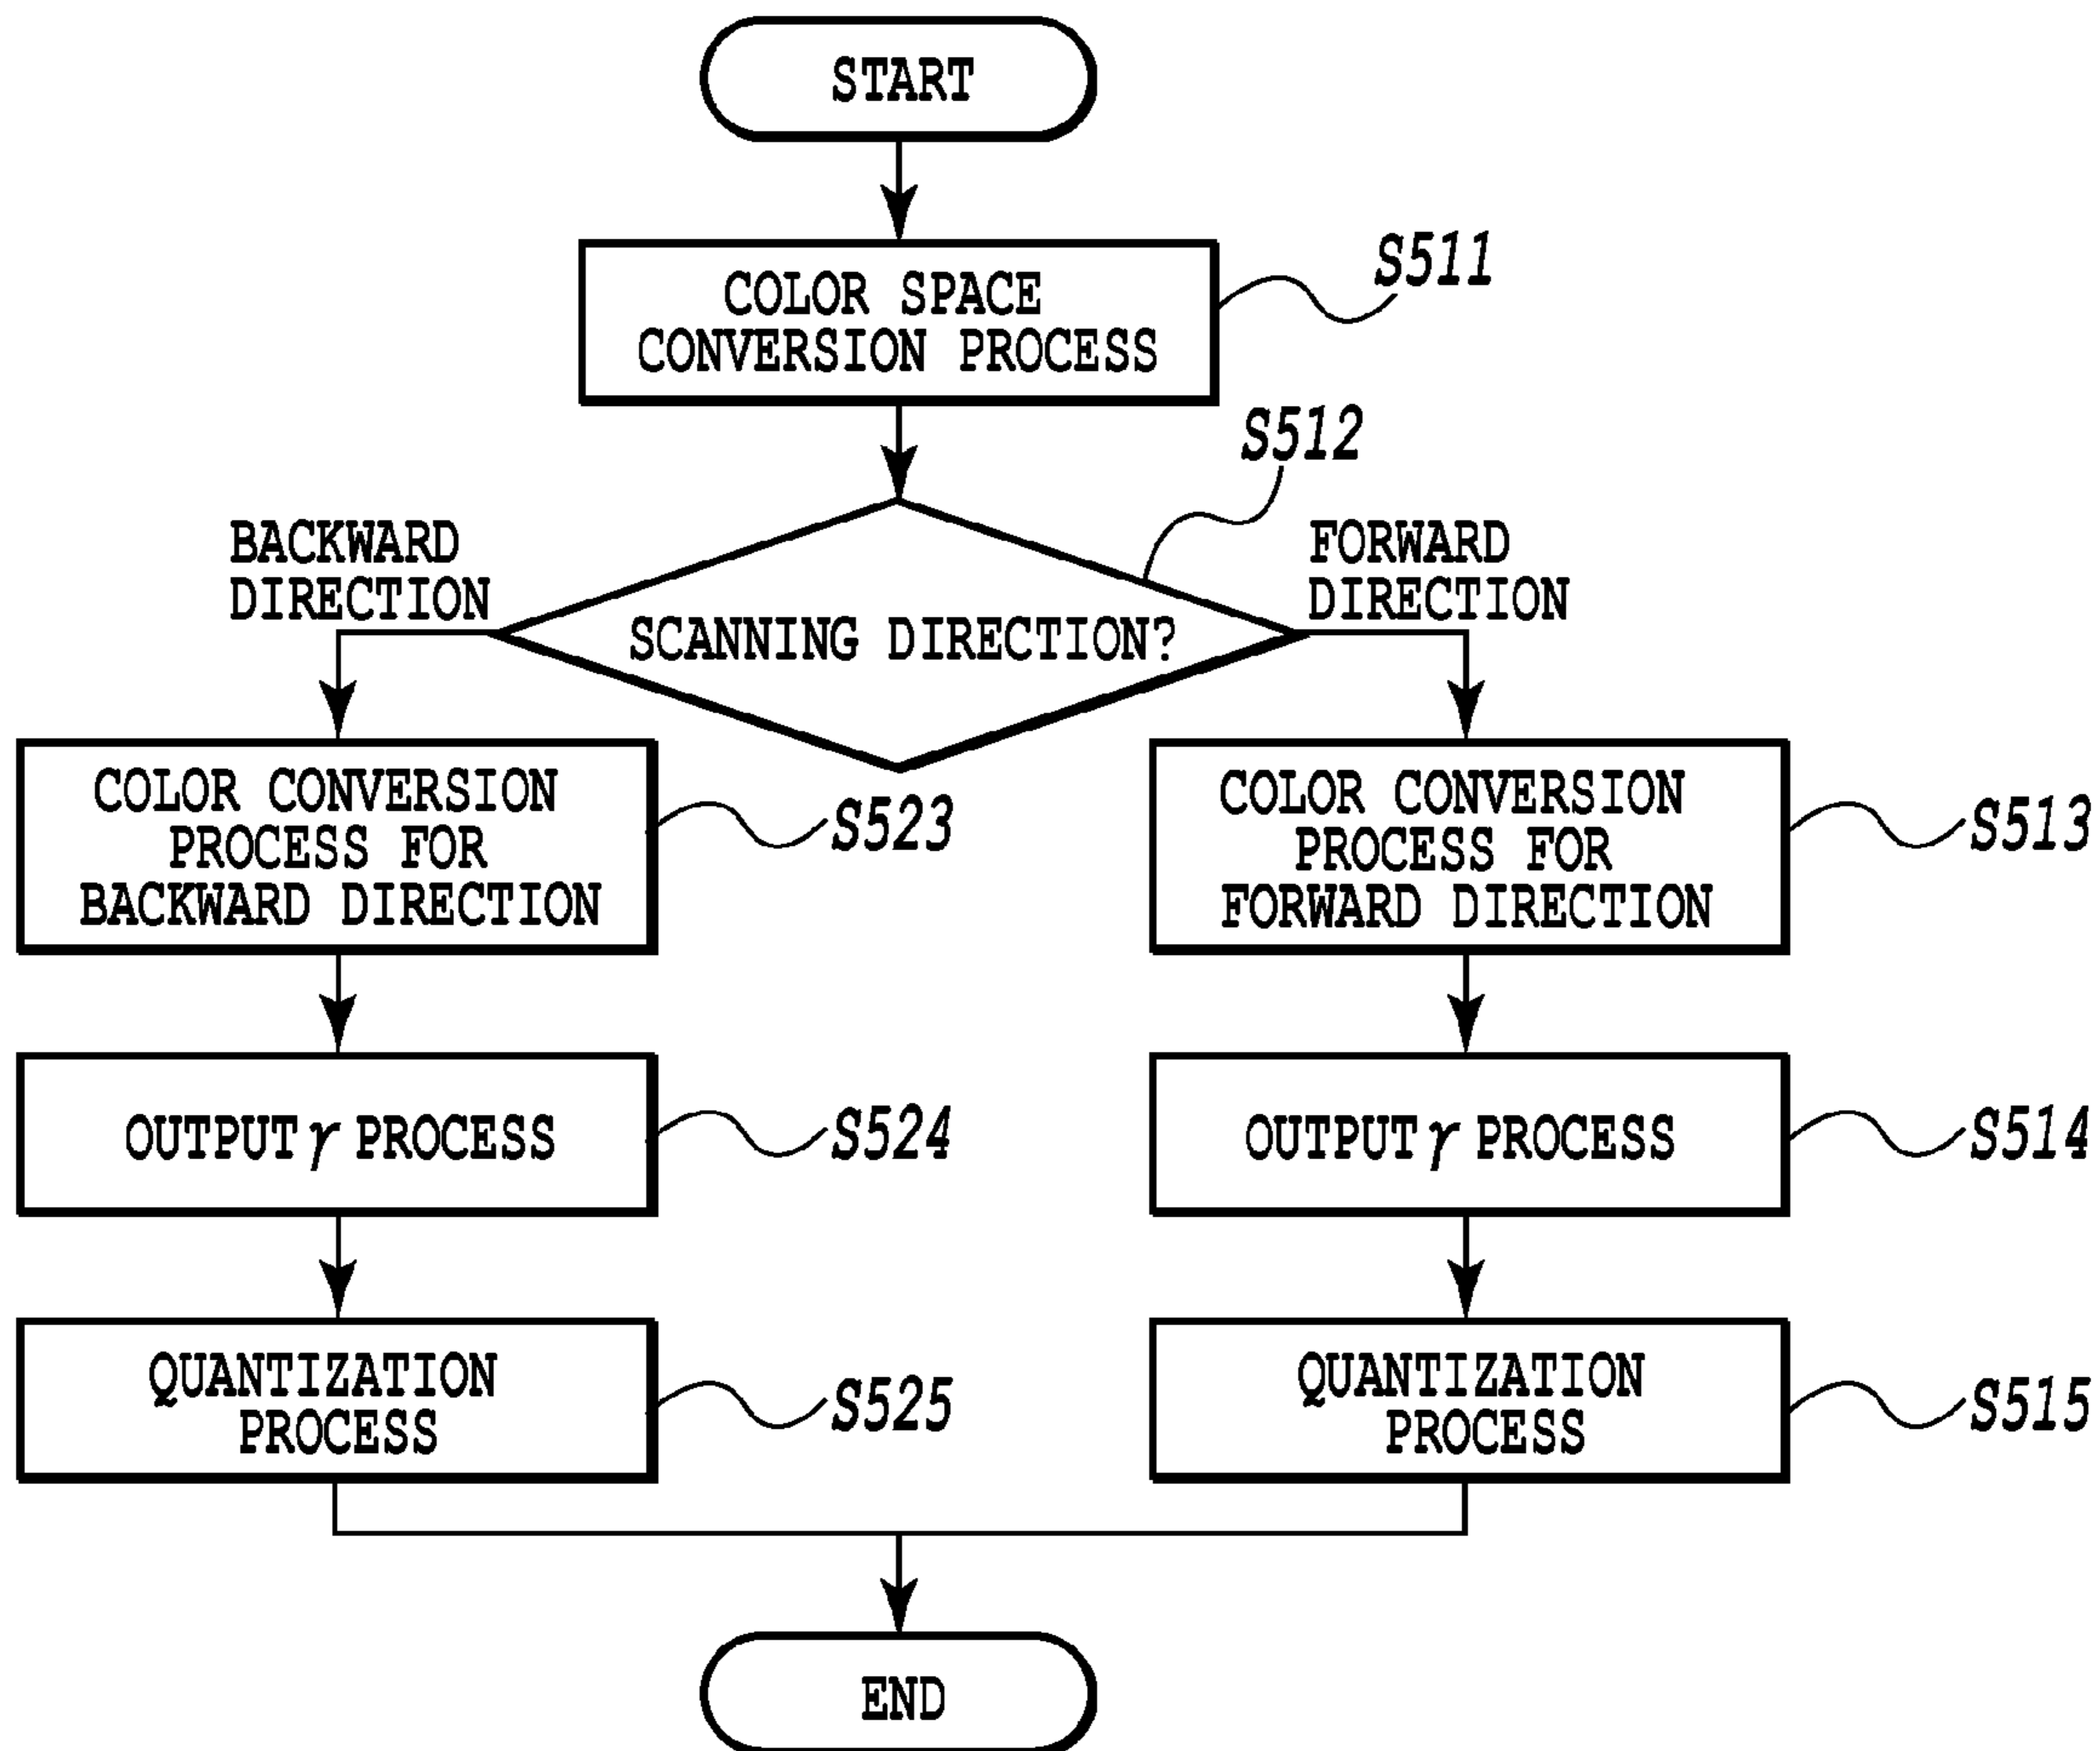 START
COLOR SPACE
CONVERSION PROCESS
S511
S512
BACKWARD
DIRECTION
SCANNING DIRECTION?
FORWARD
DIRECTION
COLOR CONVERSION
PROCESS FOR
BACKWARD DIRECTION
S523
COLOR CONVERSION
PROCESS FOR
FORWARD DIRECTION
S513
OUTPUT γ PROCESS
S524
OUTPUT γ PROCESS
S514
QUANTIZATION
PROCESS
S525
QUANTIZATION
PROCESS
S515
END